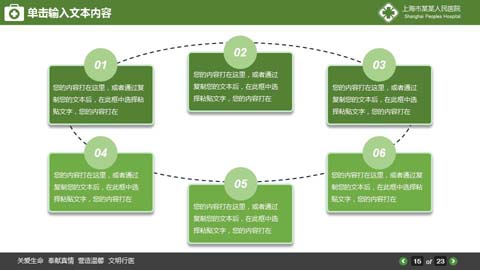 单击输入文本内容
上海市某某人民医院
Shanghai Peoples Hospital
01
您的内容打在这里，或者通过复
制您的文本后，在此框中选择粘
贴文字，您的内容打在
02
您的内容打在这里，或者通过
复制您的文本后，在此框中选
择粘贴文字，您的内容打在
03
您的内容打在这里，或者通过
复制您的文本后，在此框中选
择粘贴文字，您的内容打在
04
您的内容打在这里，或者通过
复制您的文本后，在此框中选
择粘贴文字，您的内容打在
05
您的内容打在这里，或者通过
复制您的文本后，在此框中选
择粘贴文字，您的内容打在
06
您的内容打在这里，或者通过
复制您的文本后，在此框中选
择粘贴文字，您的内容打在
关爱生命 奉献真情 营造温馨 文明行医
15 of 23